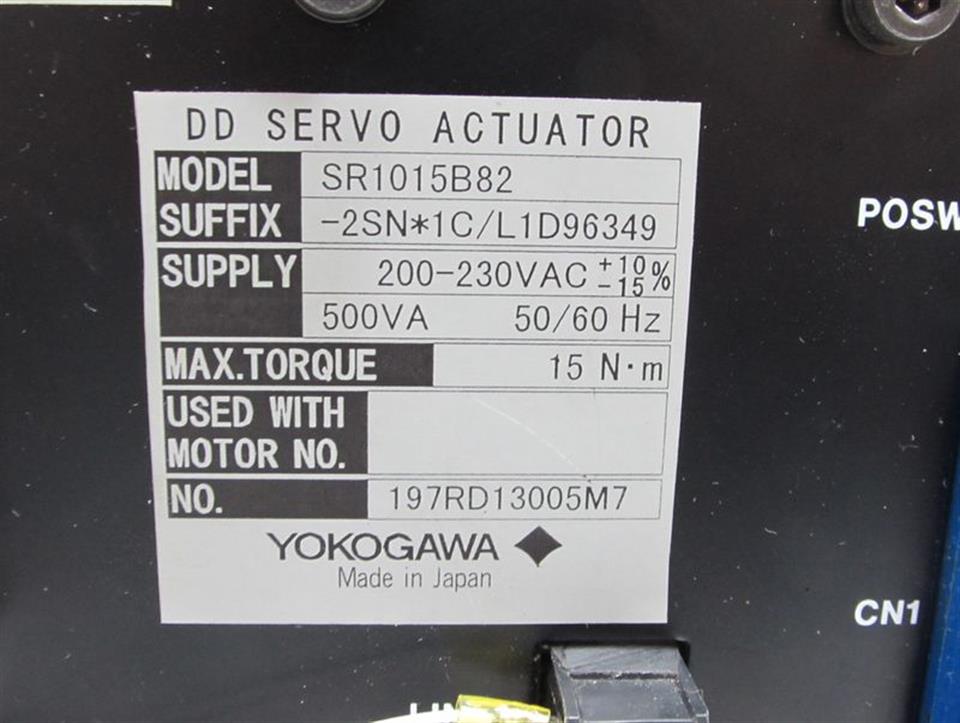 DD SERVO ACTUATOR
MODEL SR1015B82
SUFFIX -2SN*1C/L1D96349
SUPPLY 200-230VAC +10 -15 %
500VA 50/60 Hz
MAX.TORQUE 15 N·m
USED WITH
MOTOR NO.
NO. 197RD13005M7
YOKOGAWA
Made in Japan
POSW
CN1